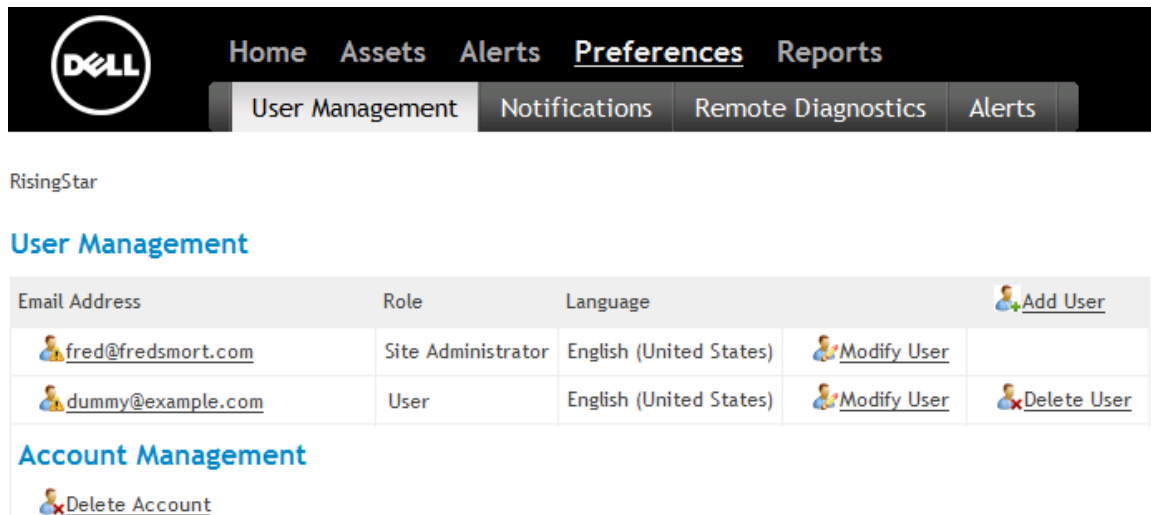 DELL
Home Assets Alerts Preferences Reports
User Management Notifications Remote Diagnostics Alerts
RisingStar
User Management
Email Address Role Language Add User
fred@fredsmort.com Site Administrator English (United States) Modify User
dummy@example.com User English (United States) Modify User Delete User
Account Management
Delete Account